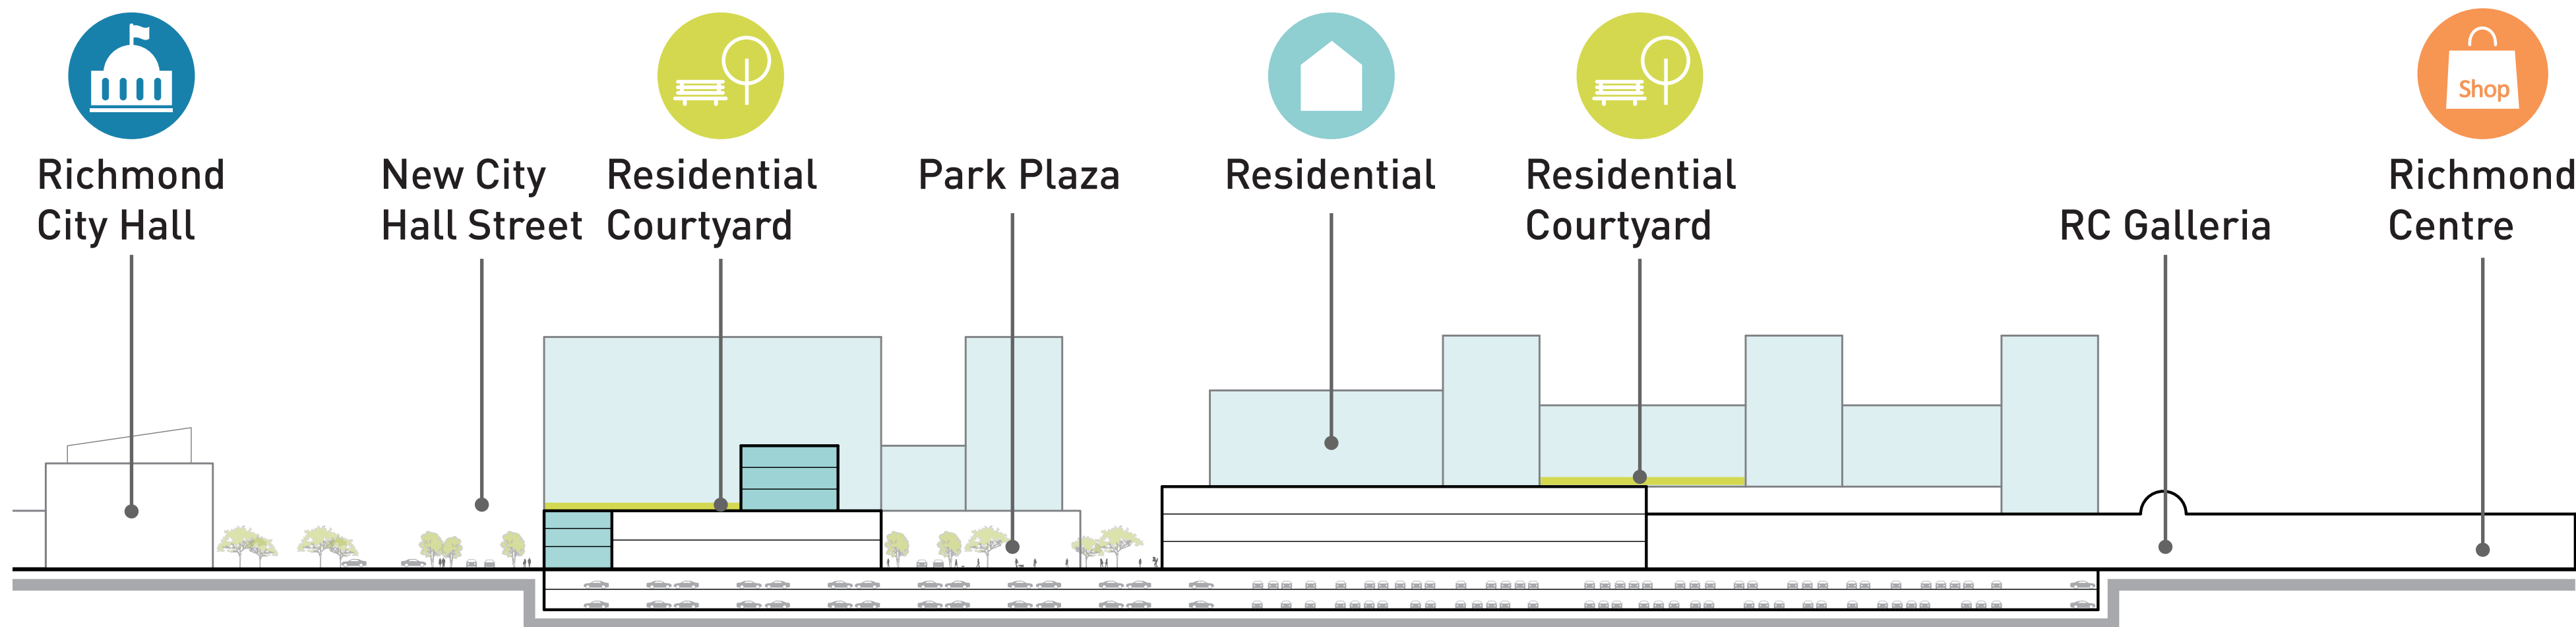 Shop
Richmond
City Hall
New City
Hall Street
Residential
Courtyard
Park Plaza
Residential
Residential
Courtyard
RC Galleria
Richmond
Centre